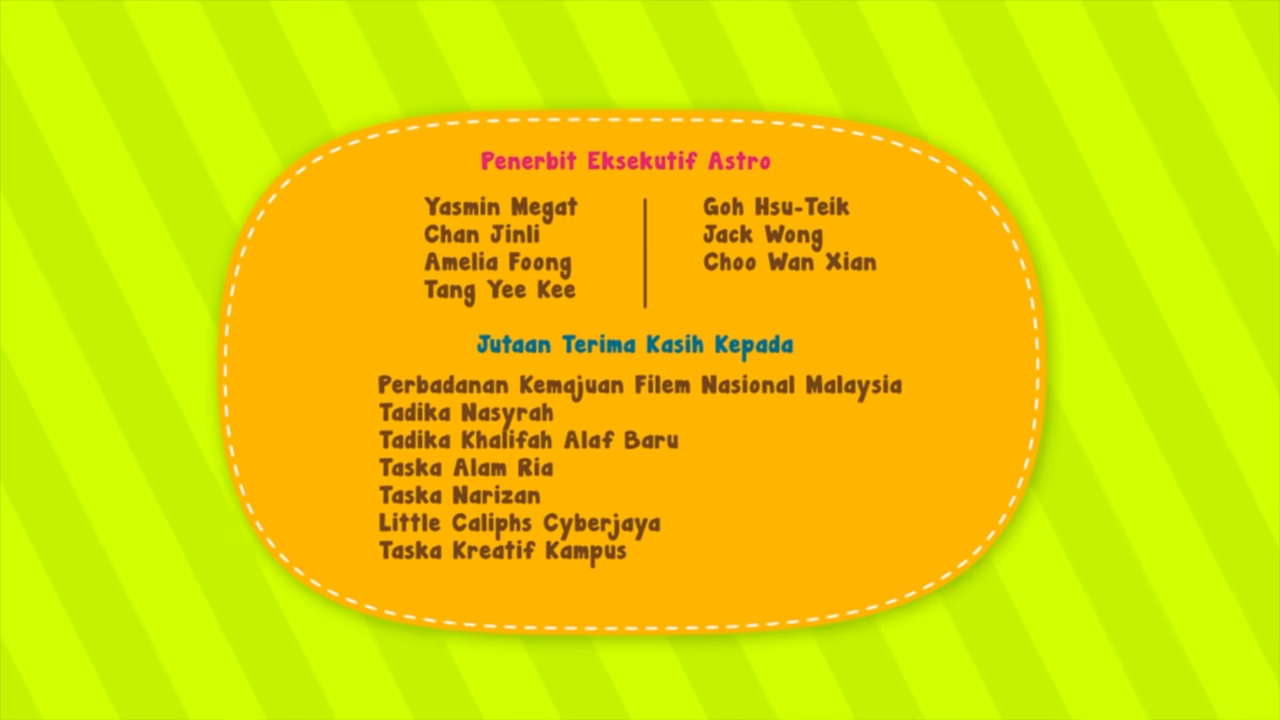 Penerbit Eksekutif Astro
Yasmin Megat
Chan Jinli
Amelia Foong
Tang Yee Kee
Goh Hsu-Teik
Jack Wong
Choo Wan Xian
Jutaan Terima Kasih Kepada
Perbadanan Kemajuan Filem Nasional Malaysia
Tadika Nasyrah
Tadika Khalifah Alaf Baru
Taska Alam Ria
Taska Narizan
Little Caliphs Cyberjaya
Taska Kreatif Kampus